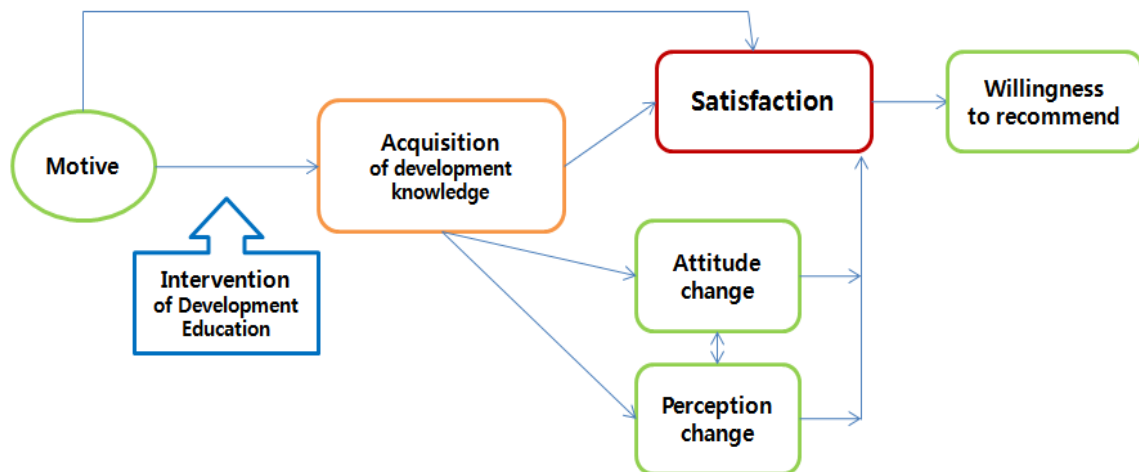 Motive
Intervention
of Development
Education
Acquisition
of development
knowledge
Satisfaction
Willingness
to recommend
Attitude
change
Perception
change